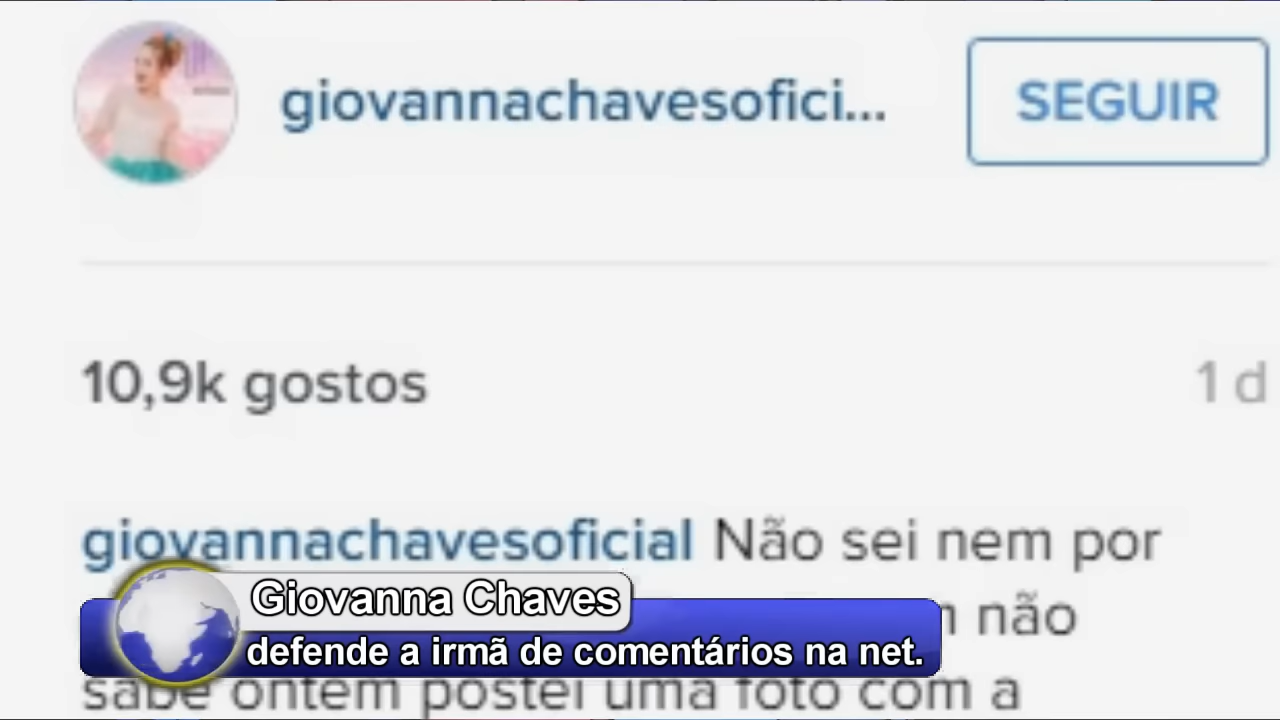 giovannachavesofici...
SEGUIR
10,9k gostos
1 d
giovannachavesoficial Não sei nem por
não
Giovanna Chaves
defende a irmã de comentários na net.
sabe ontem postei uma foto com a